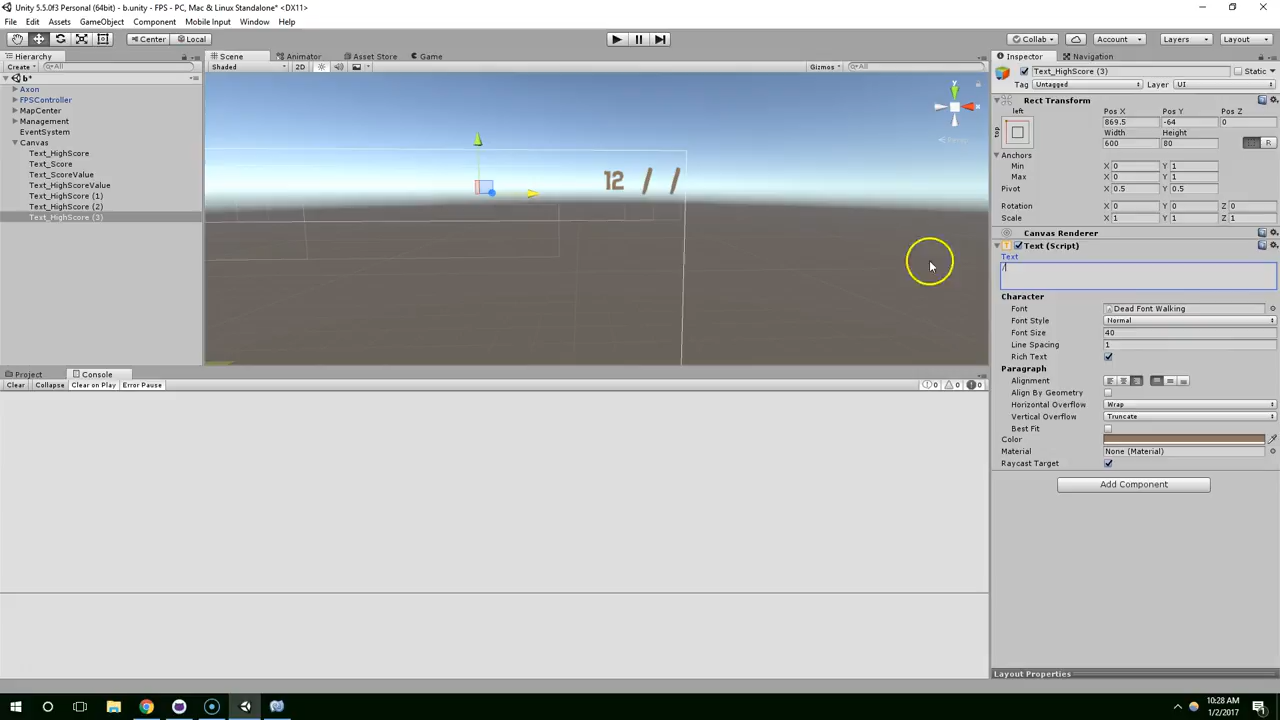 Unity 5.5.0f3 Personal (64bit) - b.unity - FPS - PC, Mac & Linux Standalone* <DX11>
File Edit Assets GameObject Component Mobile Input Window Help
Center Local Collab Account Layers Layout
Hierarchy Scene Animator Asset Store Game Inspector Navigation
Create All Shaded 2D Gizmos All Text_HighScore (3) Static
b* Tag Untagged Layer UI
Axon
FPSController
MapCenter
Management
EventSystem
Canvas
Text_HighScore
Text_Score
Text_ScoreValue
Text_HighScoreValue
Text_HighScore (1)
Text_HighScore (2)
Text_HighScore (3)
y
Persp
12 / /
Rect Transform
left Pos X Pos Y Pos Z
top 869.5 -64 0
Width Height
600 80 R
Anchors
Min X 0 Y 1
Max X 0 Y 1
Pivot X 0.5 Y 0.5
Rotation X 0 Y 0 Z 0
Scale X 1 Y 1 Z 1
Canvas Renderer
Text (Script)
Text
/
Character
Font Dead Font Walking
Font Style Normal
Font Size 40
Line Spacing 1
Rich Text
Paragraph
Alignment
Align By Geometry
Horizontal Overflow Wrap
Vertical Overflow Truncate
Best Fit
Color
Material None (Material)
Raycast Target
Add Component
Layout Properties
Project Console
Clear Collapse Clear on Play Error Pause 0 0 0
10:28 AM
1/2/2017